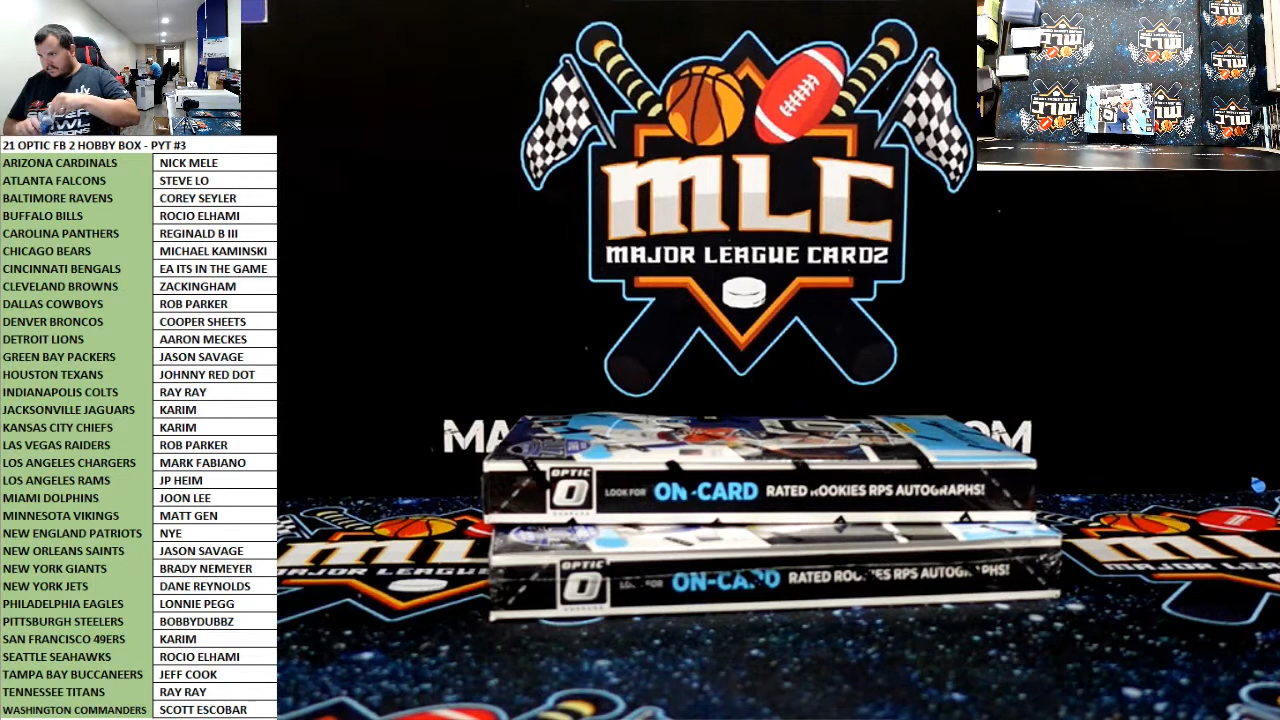 21 OPTIC FB 2 HOBBY BOX - PYT #3
ARIZONA CARDINALS NICK MELE
ATLANTA FALCONS STEVE LO
BALTIMORE RAVENS COREY SEYLER
BUFFALO BILLS ROCIO ELHAMI
CAROLINA PANTHERS REGINALD B III
CHICAGO BEARS MICHAEL KAMINSKI
CINCINNATI BENGALS EA ITS IN THE GAME
CLEVELAND BROWNS ZACKINGHAM
DALLAS COWBOYS ROB PARKER
DENVER BRONCOS COOPER SHEETS
DETROIT LIONS AARON MECKES
GREEN BAY PACKERS JASON SAVAGE
HOUSTON TEXANS JOHNNY RED DOT
INDIANAPOLIS COLTS RAY RAY
JACKSONVILLE JAGUARS KARIM
KANSAS CITY CHIEFS KARIM
LAS VEGAS RAIDERS ROB PARKER
LOS ANGELES CHARGERS MARK FABIANO
LOS ANGELES RAMS JP HEIM
MIAMI DOLPHINS JOON LEE
MINNESOTA VIKINGS MATT GEN
NEW ENGLAND PATRIOTS NYE
NEW ORLEANS SAINTS JASON SAVAGE
NEW YORK GIANTS BRADY NEMEYER
NEW YORK JETS DANE REYNOLDS
PHILADELPHIA EAGLES LONNIE PEGG
PITTSBURGH STEELERS BOBBYDUBBZ
SAN FRANCISCO 49ERS KARIM
SEATTLE SEAHAWKS ROCIO ELHAMI
TAMPA BAY BUCCANEERS JEFF COOK
TENNESSEE TITANS RAY RAY
WASHINGTON COMMANDERS SCOTT ESCOBAR
MLC
MAJOR LEAGUE CARDZ
OPTIC
LOOK FOR ON-CARD RATED ROOKIES RPS AUTOGRAPHS!
OPTIC
ON-CARD RATED ROOKIES RPS AUTOGRAPHS!
MAJOR LEAGUE
MAJOR LEAGUE